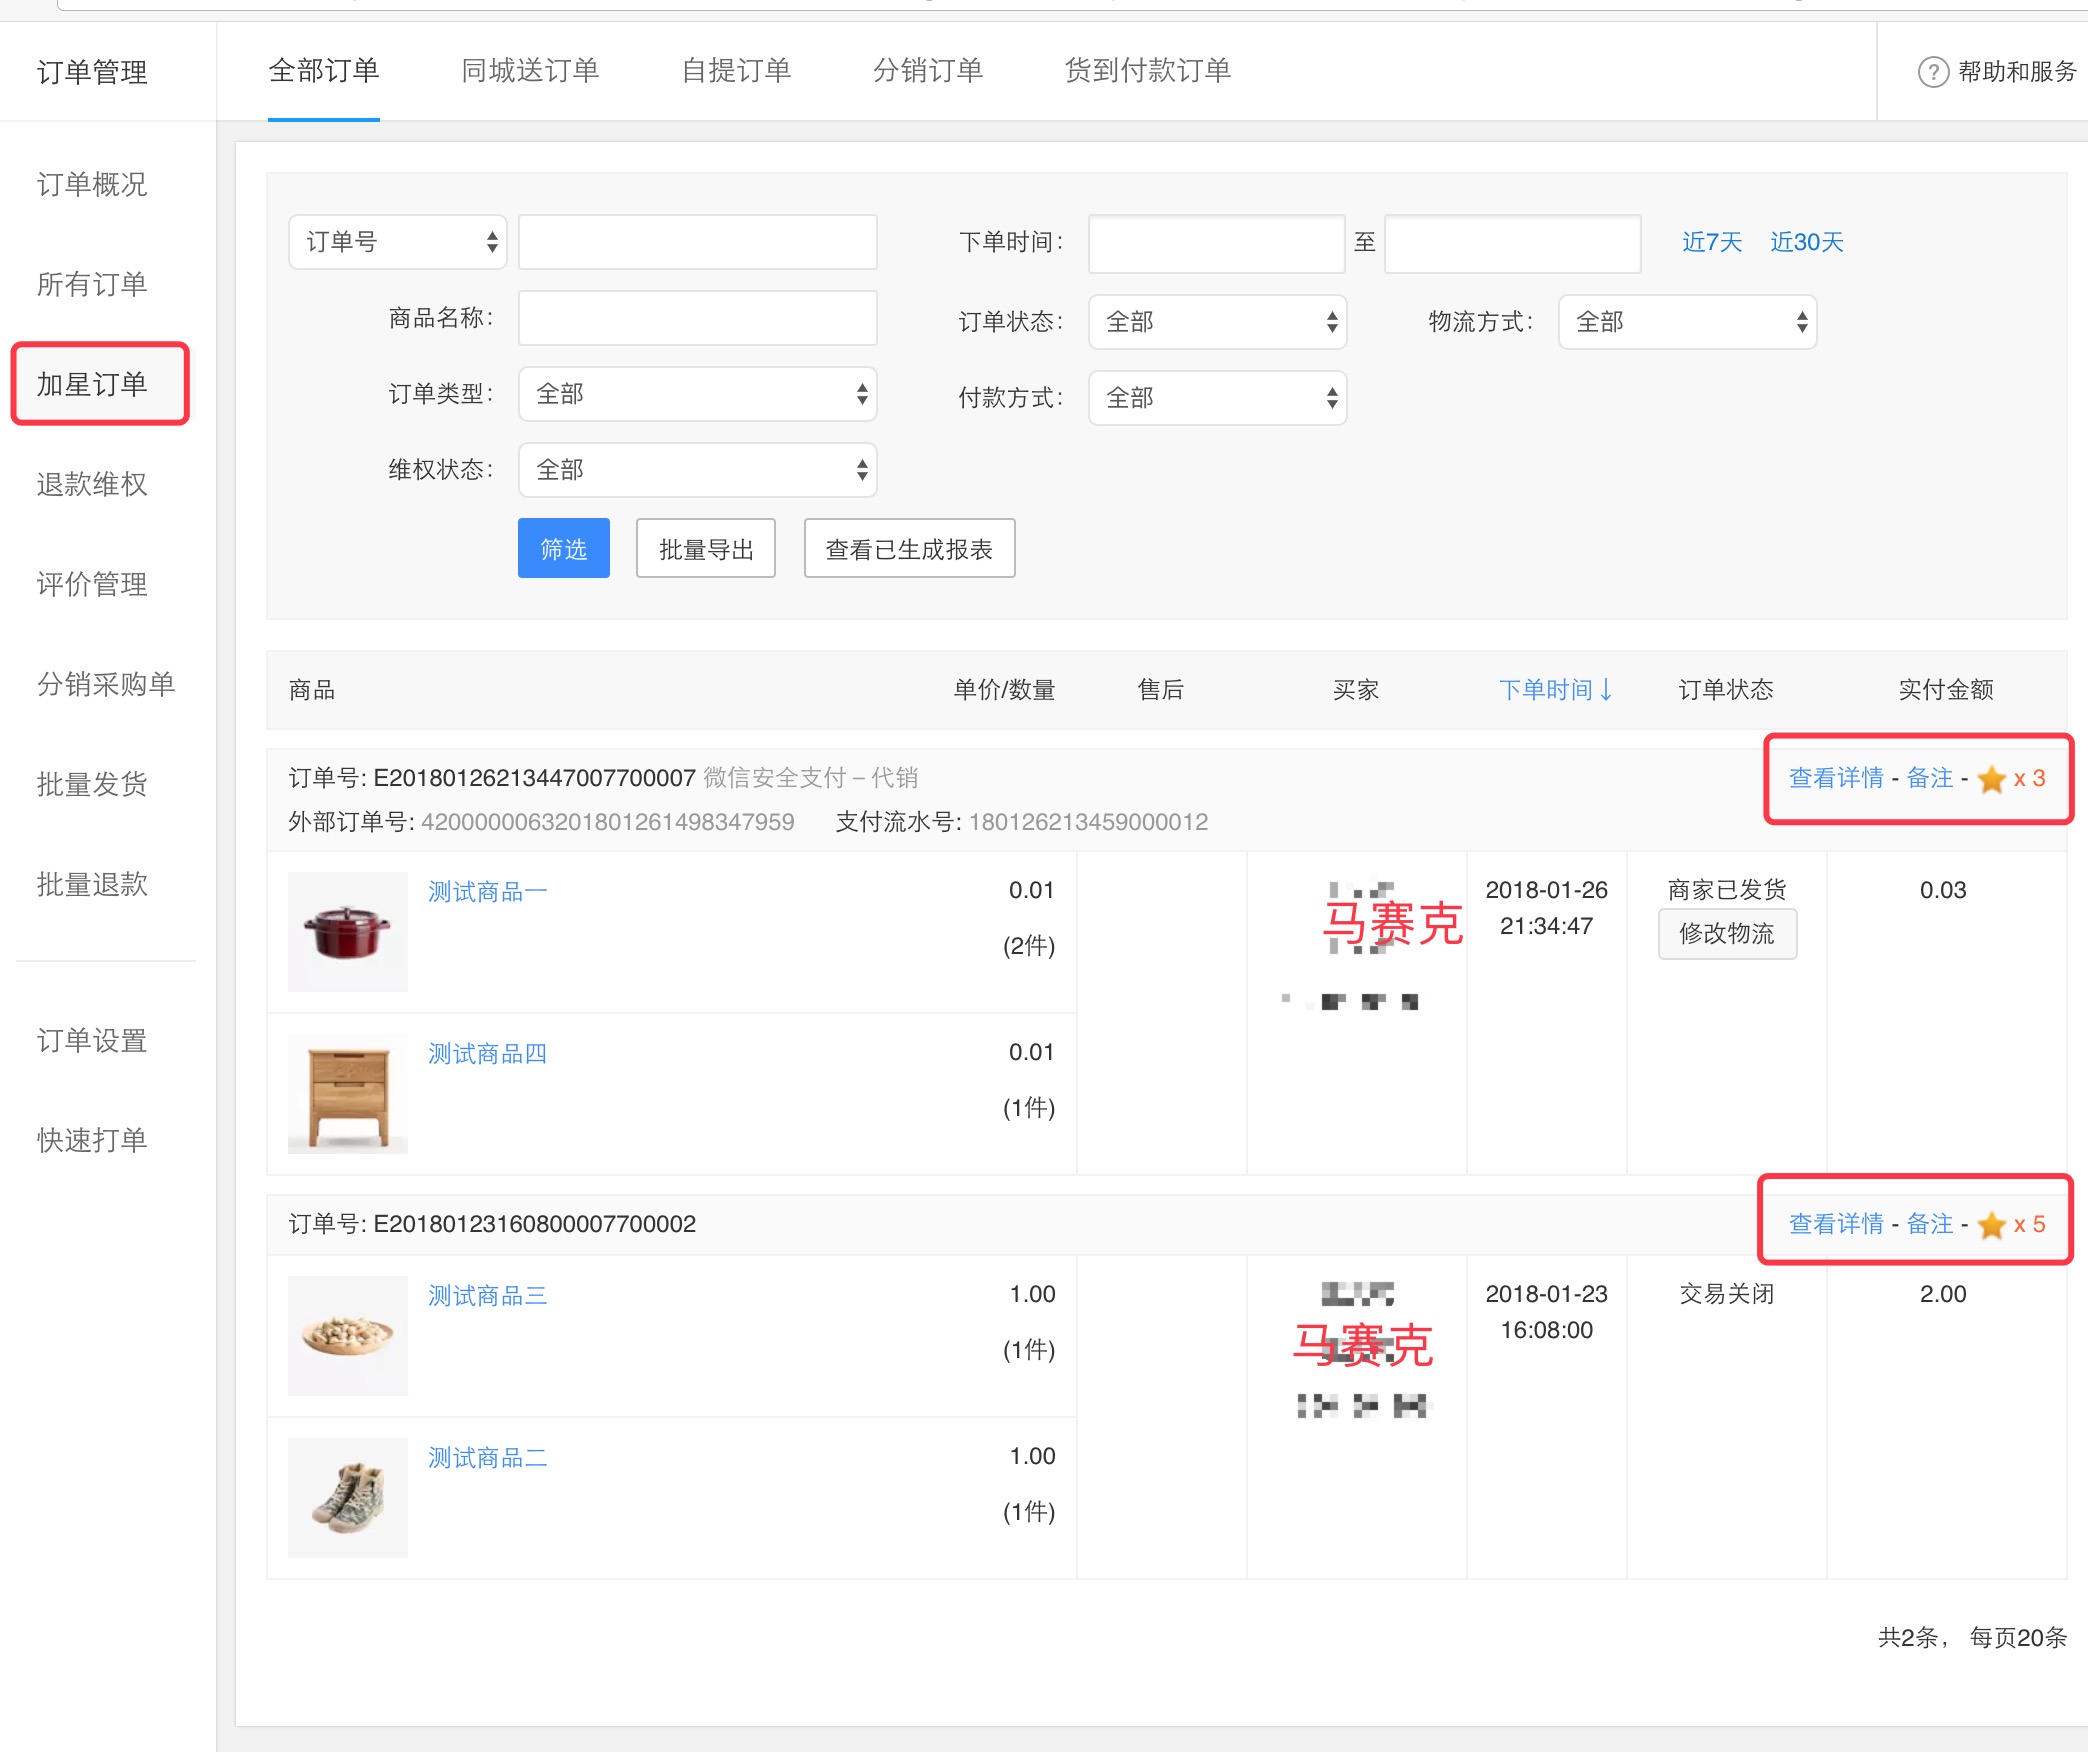 订单管理
全部订单 同城送订单 自提订单 分销订单 货到付款订单
? 帮助和服务
订单概况
所有订单
加星订单
退款维权
评价管理
分销采购单
批量发货
批量退款
订单设置
快速打单
订单号 下单时间： 至 近7天 近30天
商品名称： 订单状态： 全部 物流方式： 全部
订单类型： 全部 付款方式： 全部
维权状态： 全部
筛选 批量导出 查看已生成报表
商品 单价/数量 售后 买家 下单时间↓ 订单状态 实付金额
订单号: E20180126213447007700007 微信安全支付 – 代销 查看详情 - 备注 - x 3
外部订单号: 4200000063201801261498347959 支付流水号: 180126213459000012
测试商品一 0.01 2018-01-26 商家已发货 0.03
马赛克 21:34:47 修改物流
(2件)
测试商品四 0.01
(1件)
订单号: E20180123160800007700002 查看详情 - 备注 - x 5
测试商品三 1.00 2018-01-23 交易关闭 2.00
16:08:00
(1件) 马赛克
测试商品二 1.00
(1件)
共2条， 每页20条